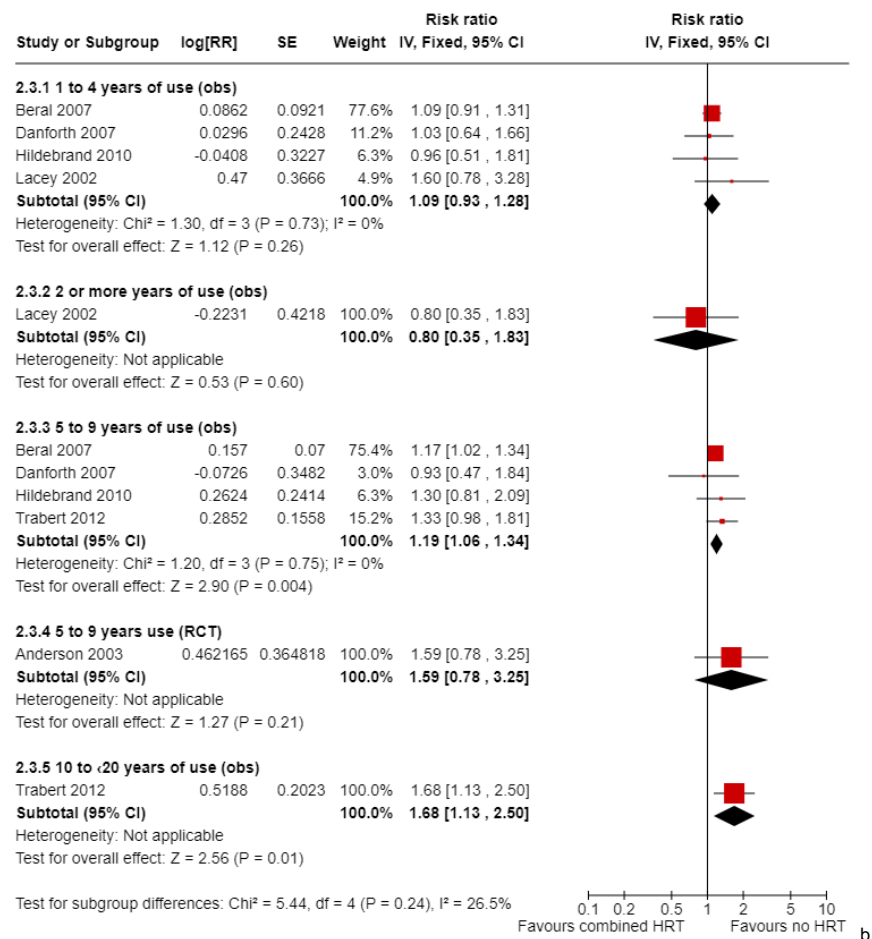 Risk ratio Risk ratio
Study or Subgroup log[RR] SE Weight IV, Fixed, 95% CI IV, Fixed, 95% CI
2.3.1 1 to 4 years of use (obs)
Beral 2007 0.0862 0.0921 77.6% 1.09 [0.91 , 1.31]
Danforth 2007 0.0296 0.2428 11.2% 1.03 [0.64 , 1.66]
Hildebrand 2010 -0.0408 0.3227 6.3% 0.96 [0.51 , 1.81]
Lacey 2002 0.47 0.3666 4.9% 1.60 [0.78 , 3.28]
Subtotal (95% CI) 100.0% 1.09 [0.93 , 1.28]
Heterogeneity: Chi² = 1.30, df = 3 (P = 0.73); I² = 0%
Test for overall effect: Z = 1.12 (P = 0.26)
2.3.2 2 or more years of use (obs)
Lacey 2002 -0.2231 0.4218 100.0% 0.80 [0.35 , 1.83]
Subtotal (95% CI) 100.0% 0.80 [0.35 , 1.83]
Heterogeneity: Not applicable
Test for overall effect: Z = 0.53 (P = 0.60)
2.3.3 5 to 9 years of use (obs)
Beral 2007 0.157 0.07 75.4% 1.17 [1.02 , 1.34]
Danforth 2007 -0.0726 0.3482 3.0% 0.93 [0.47 , 1.84]
Hildebrand 2010 0.2624 0.2414 6.3% 1.30 [0.81 , 2.09]
Trabert 2012 0.2852 0.1558 15.2% 1.33 [0.98 , 1.81]
Subtotal (95% CI) 100.0% 1.19 [1.06 , 1.34]
Heterogeneity: Chi² = 1.20, df = 3 (P = 0.75); I² = 0%
Test for overall effect: Z = 2.90 (P = 0.004)
2.3.4 5 to 9 years use (RCT)
Anderson 2003 0.462165 0.364818 100.0% 1.59 [0.78 , 3.25]
Subtotal (95% CI) 100.0% 1.59 [0.78 , 3.25]
Heterogeneity: Not applicable
Test for overall effect: Z = 1.27 (P = 0.21)
2.3.5 10 to ‹20 years of use (obs)
Trabert 2012 0.5188 0.2023 100.0% 1.68 [1.13 , 2.50]
Subtotal (95% CI) 100.0% 1.68 [1.13 , 2.50]
Heterogeneity: Not applicable
Test for overall effect: Z = 2.56 (P = 0.01)
Test for subgroup differences: Chi² = 5.44, df = 4 (P = 0.24), I² = 26.5%
0.1 0.2 0.5 1 2 5 10
Favours combined HRT Favours no HRT b